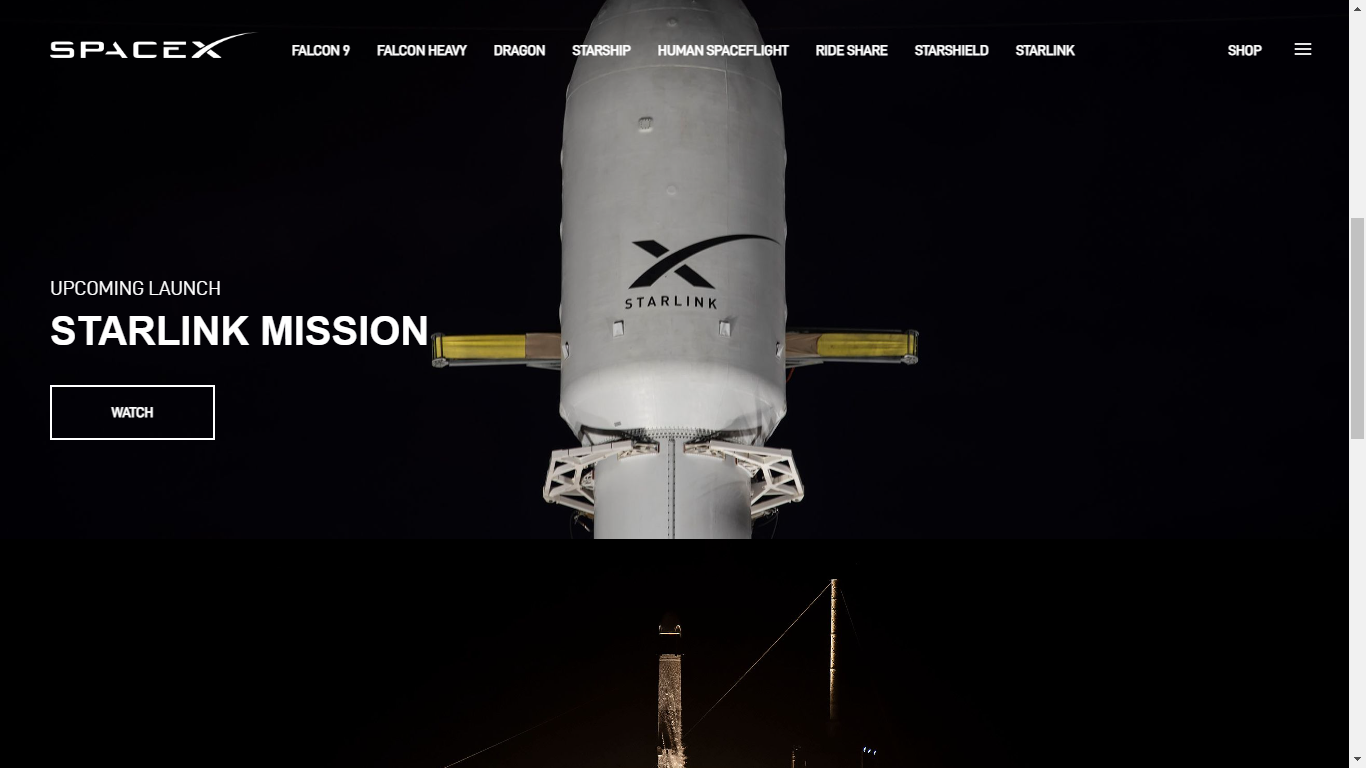 SPACEX
FALCON 9 FALCON HEAVY DRAGON STARSHIP HUMAN SPACEFLIGHT RIDE SHARE STARSHIELD STARLINK SHOP
STARLINK
UPCOMING LAUNCH
STARLINK MISSION
WATCH